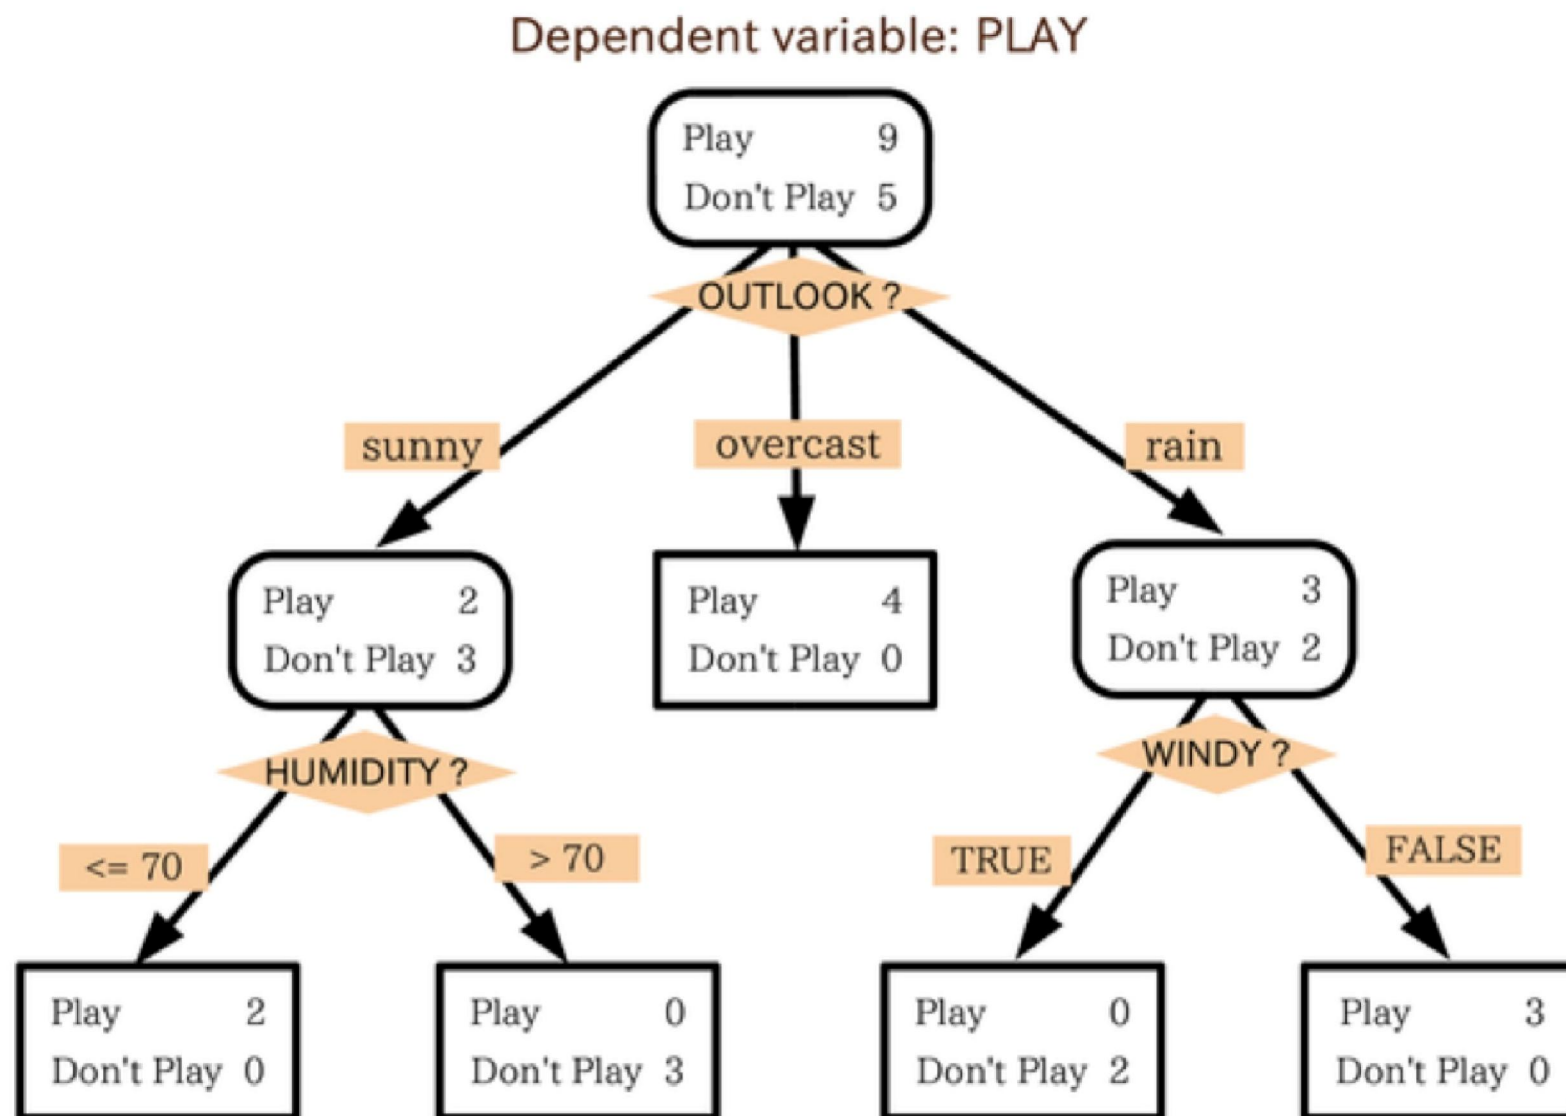 Dependent variable: PLAY
Play 9
Don't Play 5
OUTLOOK ?
sunny
overcast
rain
Play 2
Don't Play 3
Play 4
Don't Play 0
Play 3
Don't Play 2
HUMIDITY ?
WINDY ?
<= 70
> 70
TRUE
FALSE
Play 2
Don't Play 0
Play 0
Don't Play 3
Play 0
Don't Play 2
Play 3
Don't Play 0